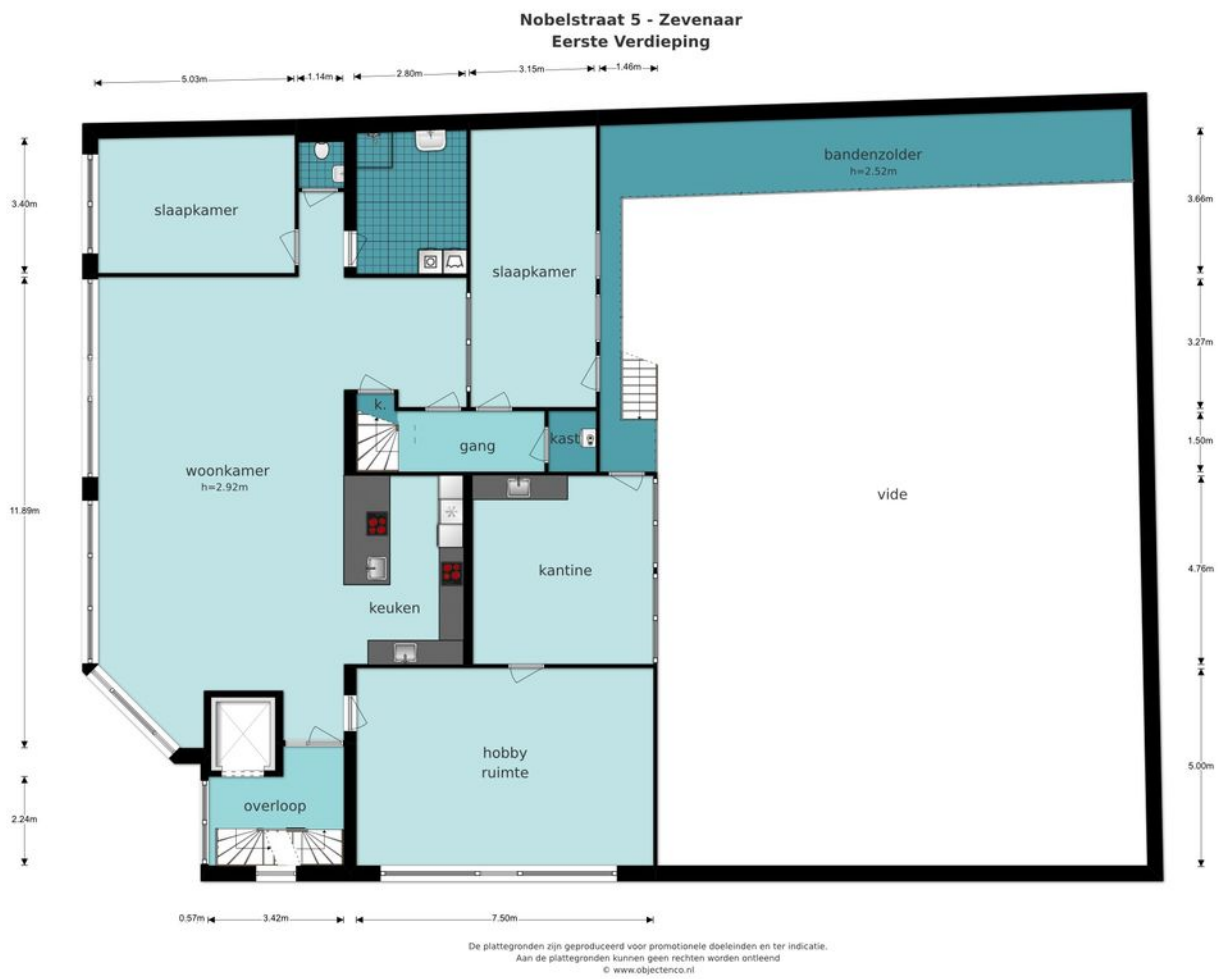 Nobelstraat 5 - Zevenaar
Eerste Verdieping
5.03m
1.14m
2.80m
3.15m
1.46m
3.40m
11.89m
2.24m
3.66m
3.27m
1.50m
4.76m
5.00m
slaapkamer
bandenzolder
h=2.52m
slaapkamer
k.
gang
kast
woonkamer
h=2.92m
vide
kantine
keuken
hobby
ruimte
overloop
0.57m
3.42m
7.50m
De plattegronden zijn geproduceerd voor promotionele doeleinden en ter indicatie.
Aan de plattegronden kunnen geen rechten worden ontleend
© www.objectenco.nl